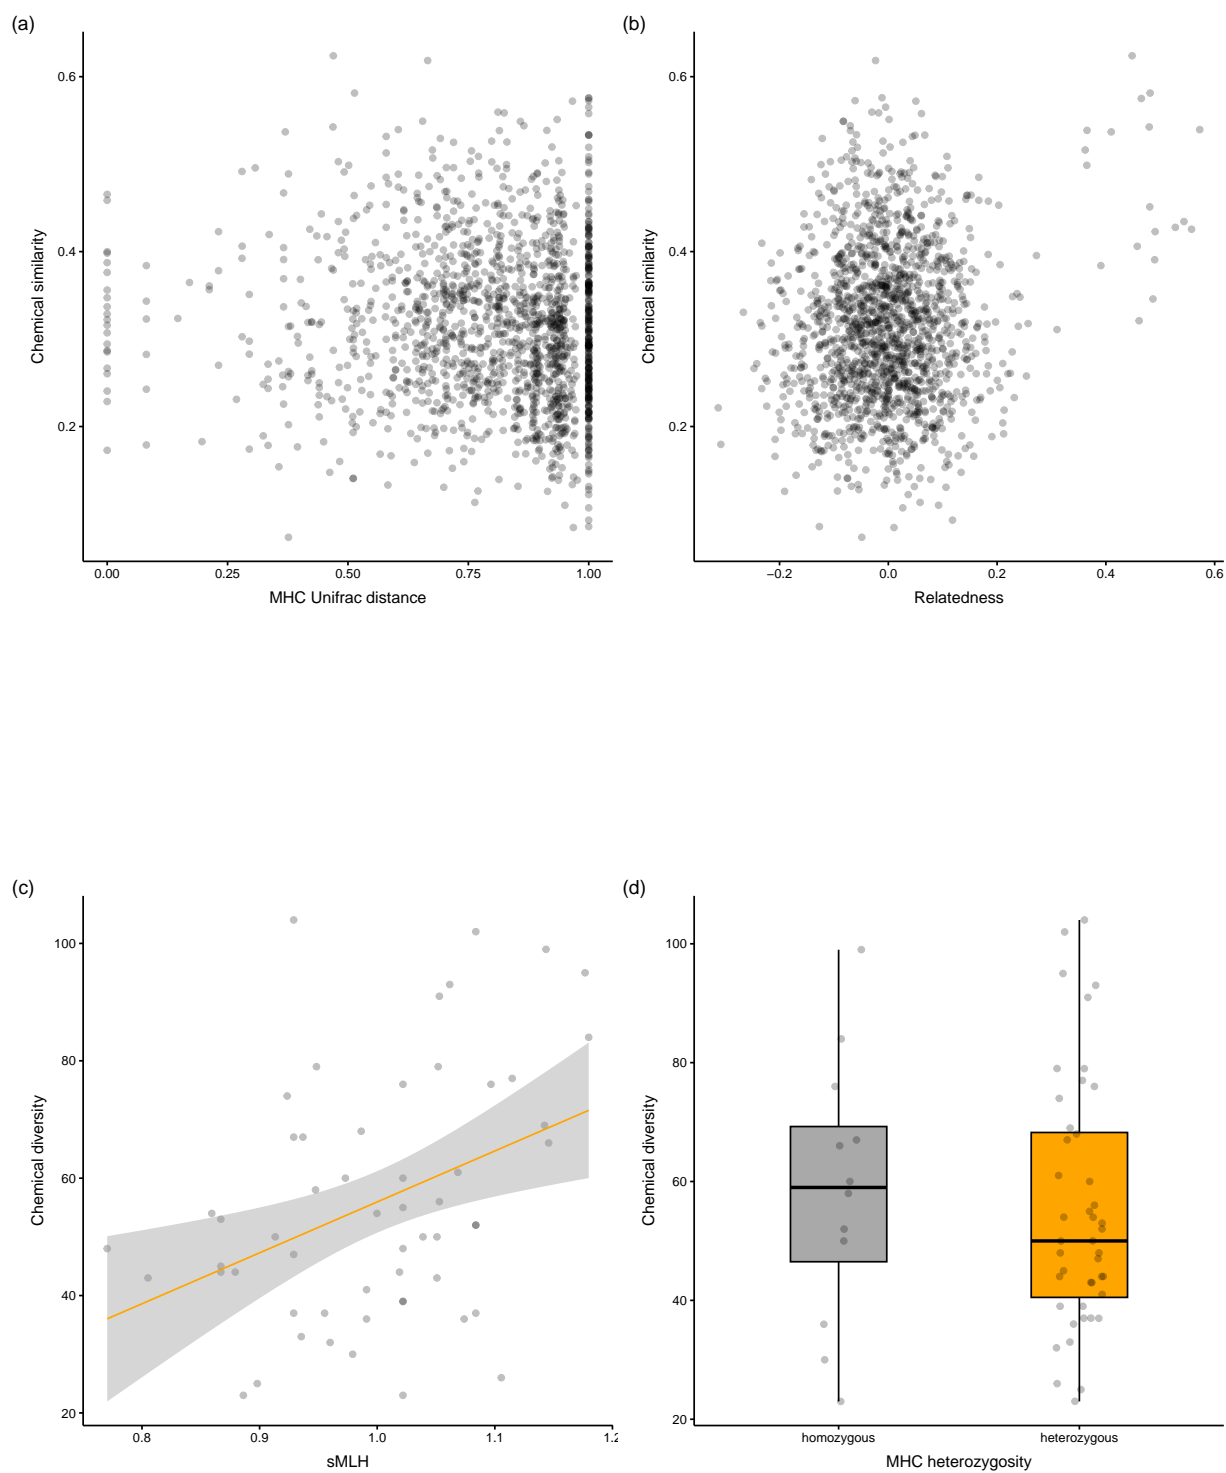 (a)
(b)
0.6
0.4
0.2
Chemical similarity
0.00 0.25 0.50 0.75 1.00
MHC Unifrac distance
0.6
0.4
0.2
Chemical similarity
−0.2 0.0 0.2 0.4 0.6
Relatedness
(c)
(d)
100
80
60
40
20
Chemical diversity
0.8 0.9 1.0 1.1 1.2
sMLH
100
80
60
40
20
Chemical diversity
homozygous heterozygous
MHC heterozygosity